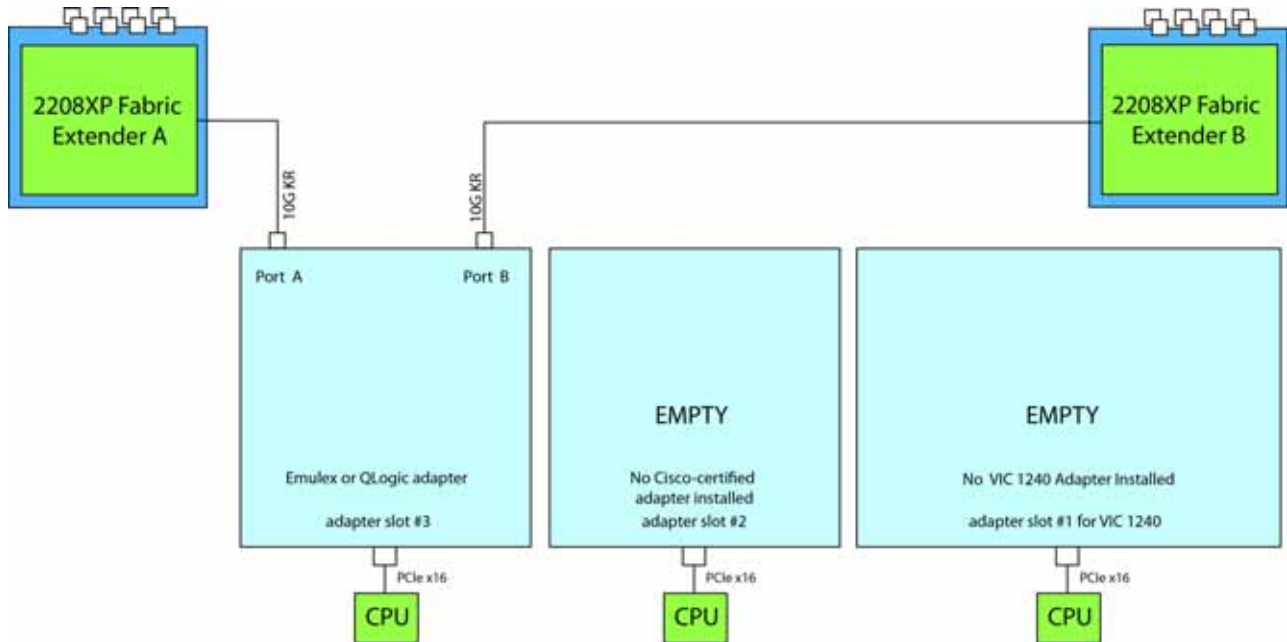 2208XP Fabric
Extender A
2208XP Fabric
Extender B
10G KR
10G KR
Port A
Port B
Emulex or QLogic adapter
adapter slot #3
EMPTY
No Cisco-certified
adapter installed
adapter slot #2
EMPTY
No VIC 1240 Adapter Installed
adapter slot #1 for VIC 1240
PCIe x16
PCIe x16
PCIe x16
CPU
CPU
CPU